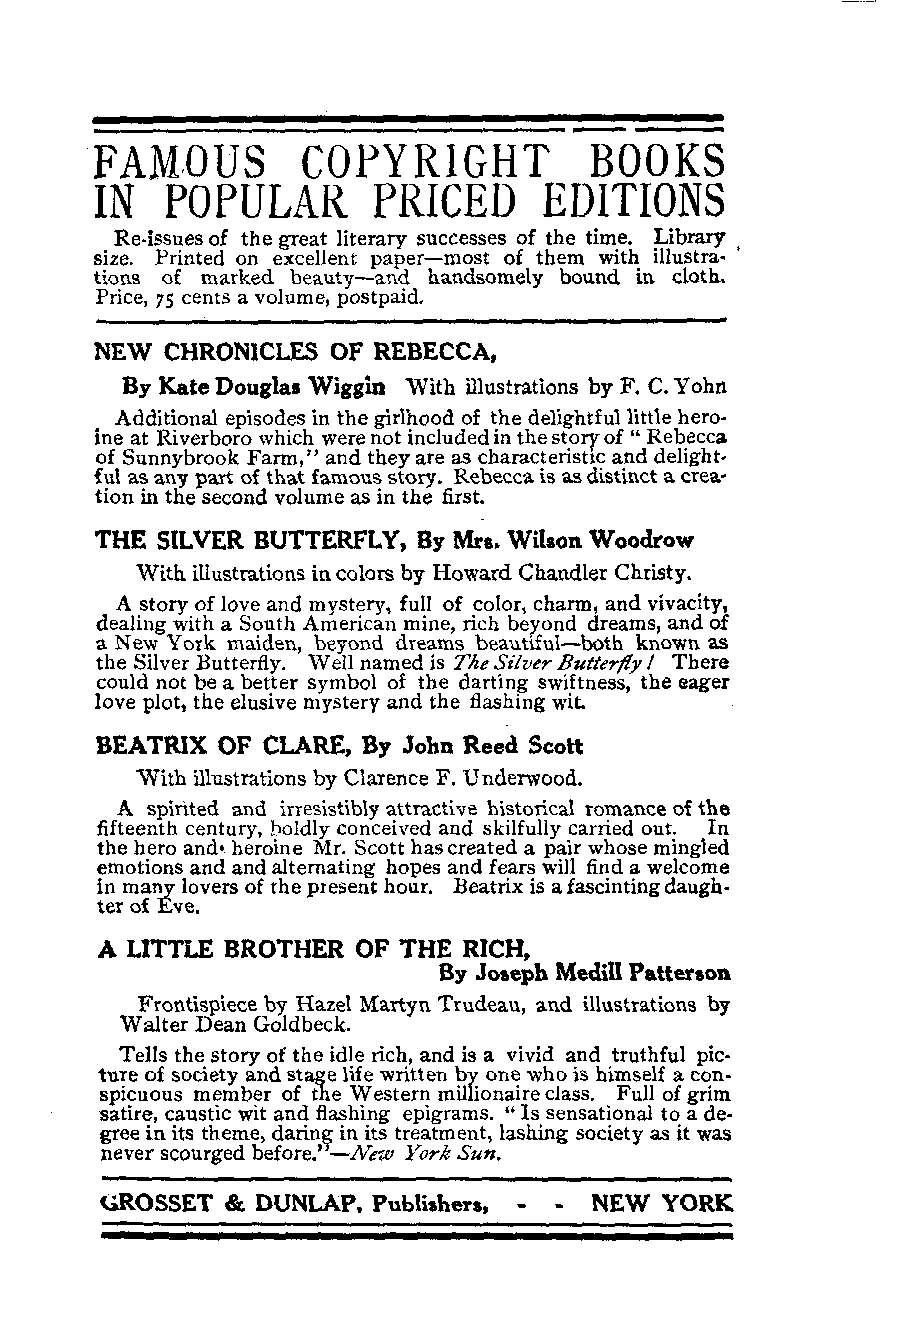 FAMOUS COPYRIGHT BOOKS
IN POPULAR PRICED EDITIONS
Re-issues of the great literary successes of the time. Library
size. Printed on excellent paper—most of them with illustra-
tions of marked beauty—and handsomely bound in cloth.
Price, 75 cents a volume, postpaid.
NEW CHRONICLES OF REBECCA,
By Kate Douglas Wiggin With illustrations by F. C. Yohn
Additional episodes in the girlhood of the delightful little hero-
ine at Riverboro which were not included in the story of " Rebecca
of Sunnybrook Farm," and they are as characteristic and delight-
ful as any part of that famous story. Rebecca is as distinct a crea-
tion in the second volume as in the first.
THE SILVER BUTTERFLY, By Mrs. Wilson Woodrow
With illustrations in colors by Howard Chandler Christy.
A story of love and mystery, full of color, charm, and vivacity,
dealing with a South American mine, rich beyond dreams, and of
a New York maiden, beyond dreams beautiful—both known as
the Silver Butterfly. Well named is The Silver Butterfly! There
could not be a better symbol of the darting swiftness, the eager
love plot, the elusive mystery and the flashing wit.
BEATRIX OF CLARE, By John Reed Scott
With illustrations by Clarence F. Underwood.
A spirited and irresistibly attractive historical romance of the
fifteenth century, boldly conceived and skilfully carried out. In
the hero and heroine Mr. Scott has created a pair whose mingled
emotions and and alternating hopes and fears will find a welcome
in many lovers of the present hour. Beatrix is a fascinting daugh-
ter of Eve.
A LITTLE BROTHER OF THE RICH,
By Joseph Medill Patterson
Frontispiece by Hazel Martyn Trudeau, and illustrations by
Walter Dean Goldbeck.
Tells the story of the idle rich, and is a vivid and truthful pic-
ture of society and stage life written by one who is himself a con-
spicuous member of the Western millionaire class. Full of grim
satire, caustic wit and flashing epigrams. " Is sensational to a de-
gree in its theme, daring in its treatment, lashing society as it was
never scourged before."—New York Sun.
GROSSET & DUNLAP, Publishers, - - NEW YORK